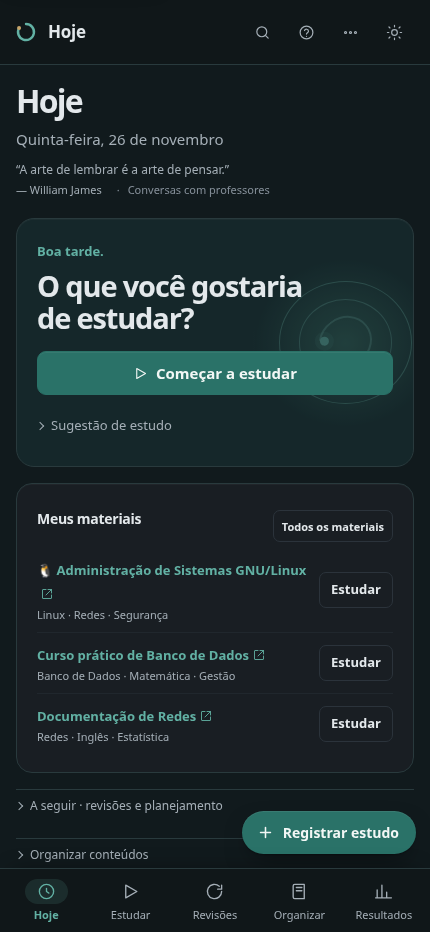 Hoje
Hoje
Quinta-feira, 26 de novembro
“A arte de lembrar é a arte de pensar.”
— William James · Conversas com professores
Boa tarde.
O que você gostaria
de estudar?
Começar a estudar
Sugestão de estudo
Meus materiais
Todos os materiais
🐧 Administração de Sistemas GNU/Linux
Linux · Redes · Segurança
Estudar
Curso prático de Banco de Dados
Banco de Dados · Matemática · Gestão
Estudar
Documentação de Redes
Redes · Inglês · Estatística
Estudar
A seguir · revisões e planejamento
Registrar estudo
Organizar conteúdos
Hoje
Estudar
Revisões
Organizar
Resultados